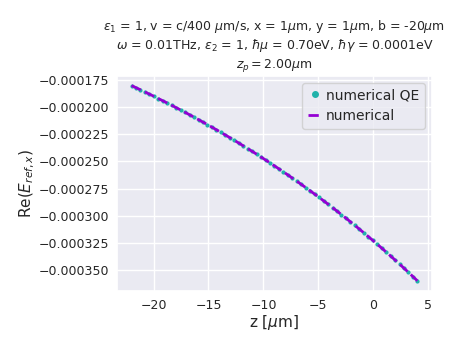 ε₁ = 1, v = c/400 μm/s, x = 1μm, y = 1μm, b = -20μm
ω = 0.01THz, ε₂ = 1, ħμ = 0.70eV, ħγ = 0.0001eV
zₚ = 2.00μm
−0.000175
−0.000200
−0.000225
−0.000250
−0.000275
−0.000300
−0.000325
−0.000350
Re(E_ref,x)
numerical QE
numerical
−20 −15 −10 −5 0 5
z [μm]